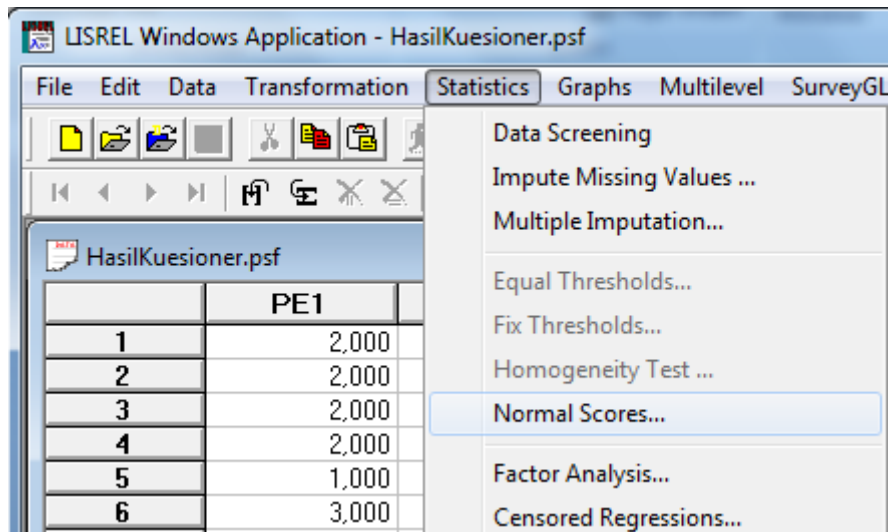 LISREL Windows Application - HasilKuesioner.psf
File Edit Data Transformation Statistics Graphs Multilevel SurveyGL
Data Screening
Impute Missing Values ...
Multiple Imputation...
Equal Thresholds...
Fix Thresholds...
Homogeneity Test ...
Normal Scores...
Factor Analysis...
Censored Regressions...
HasilKuesioner.psf
PE1
1 2,000
2 2,000
3 2,000
4 2,000
5 1,000
6 3,000